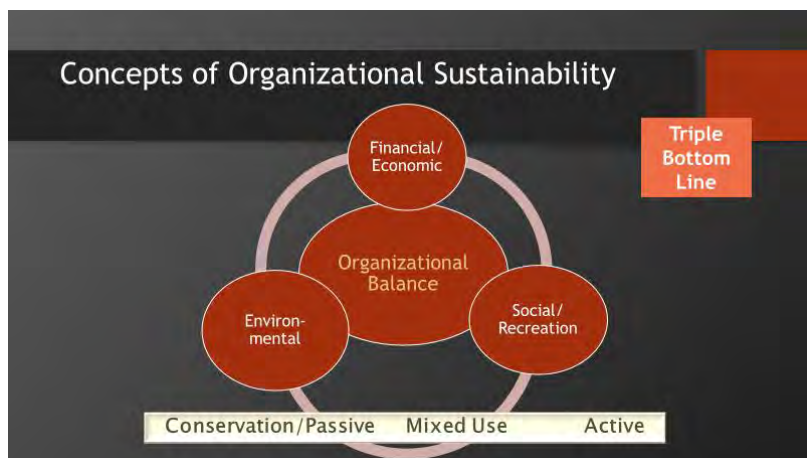 Concepts of Organizational Sustainability
Triple
Bottom
Line
Financial/
Economic
Organizational
Balance
Environ-
mental
Social/
Recreation
Conservation/Passive Mixed Use Active